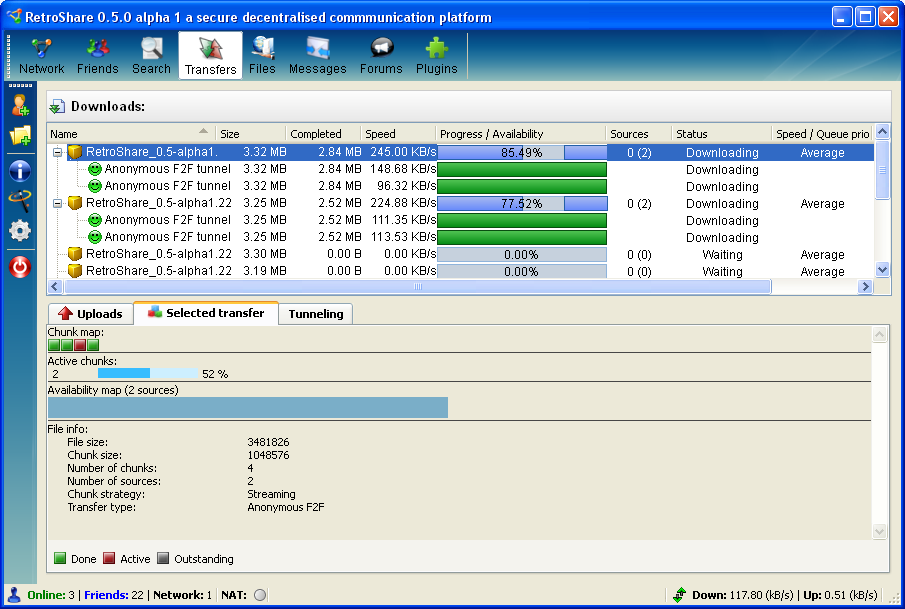 RetroShare 0.5.0 alpha 1 a secure decentralised commmunication platform
Network Friends Search Transfers Files Messages Forums Plugins
Downloads:
Name Size Completed Speed Progress / Availability Sources Status Speed / Queue prio
RetroShare_0.5-alpha1. 3.32 MB 2.84 MB 245.00 KB/s 85.49% 0 (2) Downloading Average
Anonymous F2F tunnel 3.32 MB 2.84 MB 148.68 KB/s Downloading
Anonymous F2F tunnel 3.32 MB 2.84 MB 96.32 KB/s Downloading
RetroShare_0.5-alpha1.22 3.25 MB 2.52 MB 224.88 KB/s 77.52% 0 (2) Downloading Average
Anonymous F2F tunnel 3.25 MB 2.52 MB 111.35 KB/s Downloading
Anonymous F2F tunnel 3.25 MB 2.52 MB 113.53 KB/s Downloading
RetroShare_0.5-alpha1.22 3.30 MB 0.00 B 0.00 KB/s 0.00% 0 (0) Waiting Average
RetroShare_0.5-alpha1.22 3.19 MB 0.00 B 0.00 KB/s 0.00% 0 (0) Waiting Average
Uploads Selected transfer Tunneling
Chunk map:
Active chunks:
2 52 %
Availability map (2 sources)
File info:
File size: 3481826
Chunk size: 1048576
Number of chunks: 4
Number of sources: 2
Chunk strategy: Streaming
Transfer type: Anonymous F2F
Done Active Outstanding
Online: 3 | Friends: 22 | Network: 1 NAT: Down: 117.80 (kB/s) | Up: 0.51 (kB/s)